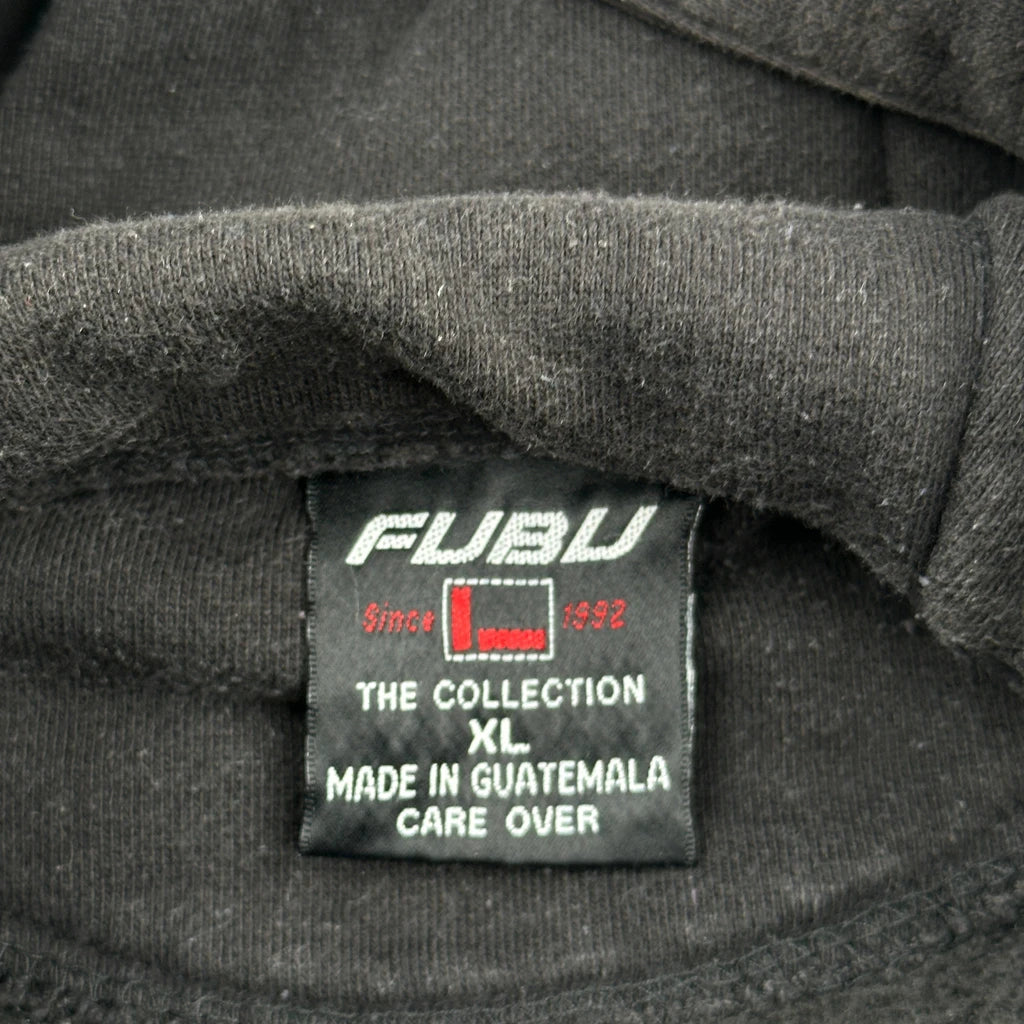 FUBU
Since 1992
THE COLLECTION
XL
MADE IN GUATEMALA
CARE OVER